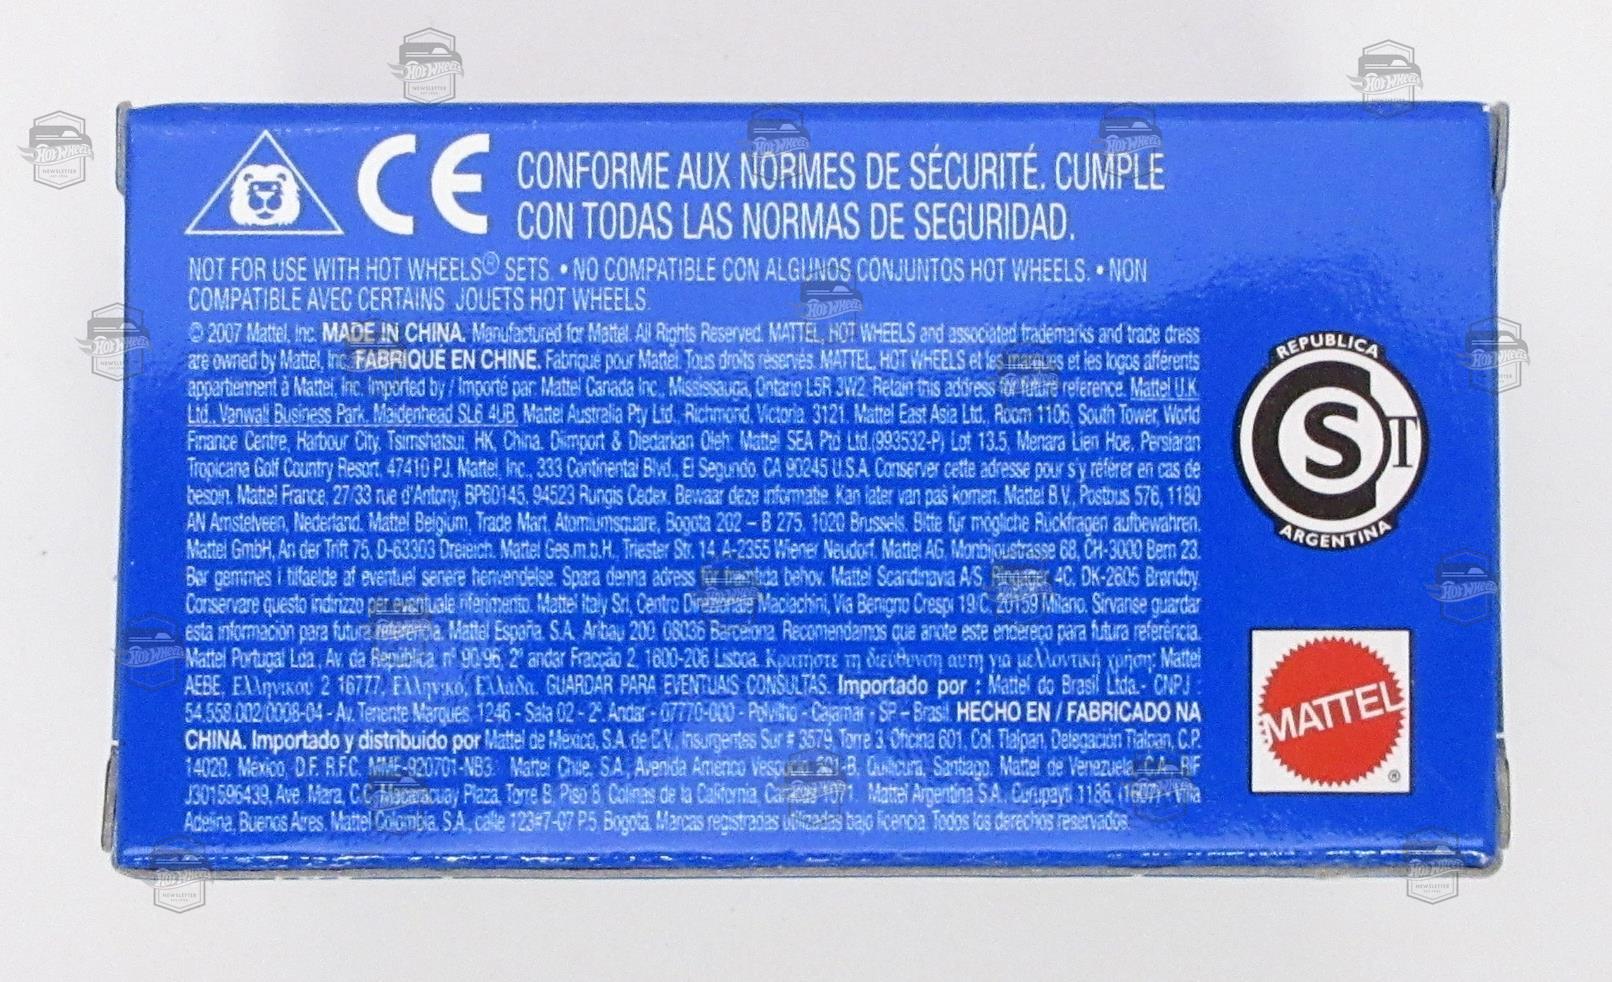 CE CONFORME AUX NORMES DE SÉCURITÉ. CUMPLE
CON TODAS LAS NORMAS DE SEGURIDAD.
NOT FOR USE WITH HOT WHEELS® SETS. • NO COMPATIBLE CON ALGUNOS CONJUNTOS HOT WHEELS. • NON
COMPATIBLE AVEC CERTAINS JOUETS HOT WHEELS.
© 2007 Mattel, Inc. MADE IN CHINA. Manufactured for Mattel. All Rights Reserved. MATTEL, HOT WHEELS and associated trademarks and trade dress
are owned by Mattel, Inc. FABRIQUÉ EN CHINE. Fabriqué pour Mattel. Tous droits réservés. MATTEL, HOT WHEELS et les marques et les logos afférents
appartiennent à Mattel, Inc. Imported by / Importé par: Mattel Canada Inc., Mississauga, Ontario L5R 3W2. Retain this address for future reference. Mattel U.K.
Ltd., Vanwall Business Park, Maidenhead SL6 4UB. Mattel Australia Pty Ltd. Richmond, Victoria. 3121. Mattel East Asia Ltd., Room 1106, South Tower, World
Finance Centre, Harbour City, Tsimshatsui, HK, China. Diimport & Diedarkan Oleh: Mattel SEA Ptd Ltd.(993532-P) Lot 13.5, Menara Lien Hoe, Persiaran
Tropicana Golf Country Resort, 47410 PJ. Mattel, Inc., 333 Continental Blvd., El Segundo, CA 90245 U.S.A. Conserver cette adresse pour s'y référer en cas de
besoin. Mattel France, 27/33 rue d'Antony, BP60145, 94523 Rungis Cedex. Bewaar deze informatie. Kan later van pas komen. Mattel B.V., Postbus 576, 1180
AN Amstelveen, Nederland. Mattel Belgium, Trade Mart, Atomiumsquare, Bogota 202 – B 275, 1020 Brussels. Bitte für mögliche Rückfragen aufbewahren.
Mattel GmbH, An der Trift 75, D-63303 Dreieich. Mattel Ges.m.b.H., Triester Str. 14, A-2355 Wiener Neudorf. Mattel AG, Monbijoustrasse 68, CH-3000 Bern 23.
Bør gemmes i tilfælde af eventuel senere henvendelse. Spara denna adress för framtida behov. Mattel Scandinavia A/S, 4C, DK-2605 Brøndby.
Conservare questo indirizzo per eventuale riferimento. Mattel Italy Srl, Centro Direzionale Maciachini, Via Benigno Crespi 19/C, 20159 Milano. Sírvanse guardar
esta información para futura referencia. Mattel España, S.A., Aribau 200, 08036 Barcelona. Recomendamos que anote este endereço para futura referência.
Mattel Portugal Lda., Av. da República, nº 90/96, 2º andar Fracção 2, 1600-206 Lisboa. Κρατήστε τη διεύθυνση αυτή για μελλοντική χρήση: Mattel
AEBE, Ελληνικού 2 16777, Ελληνικό, Ελλάδα. GUARDAR PARA EVENTUAIS CONSULTAS. Importado por : Mattel do Brasil Ltda.- CNPJ :
54.558.002/0008-04 - Av. Tenente Marques, 1246 - Sala 02 - 2º Andar - 07770-000 - Polvilho - Cajamar - SP – Brasil. HECHO EN / FABRICADO NA
CHINA. Importado y distribuido por Mattel de México, S.A. de C.V., Insurgentes Sur # 3579, Torre 3, Oficina 601, Col. Tlalpan, Delegación Tlalpan, C.P.
14020, México, D.F. R.F.C. MME-920701-NB3. Mattel Chile, S.A., Avenida Américo Vespucio 501-B, Quilicura, Santiago. Mattel de Venezuela, C.A., RIF
J301596439, Ave. Mara, C.C. Macaracuay Plaza, Torre B, Piso 8, Colinas de la California, Caracas 1071. Mattel Argentina S.A., Curupaytí 1186, (1607) - Villa
Adelina, Buenos Aires. Mattel Colombia, S.A., calle 123#7-07 P.5, Bogotá. Marcas registradas utilizadas bajo licencia. Todos los derechos reservados.
REPUBLICA
CST
ARGENTINA
MATTEL
®